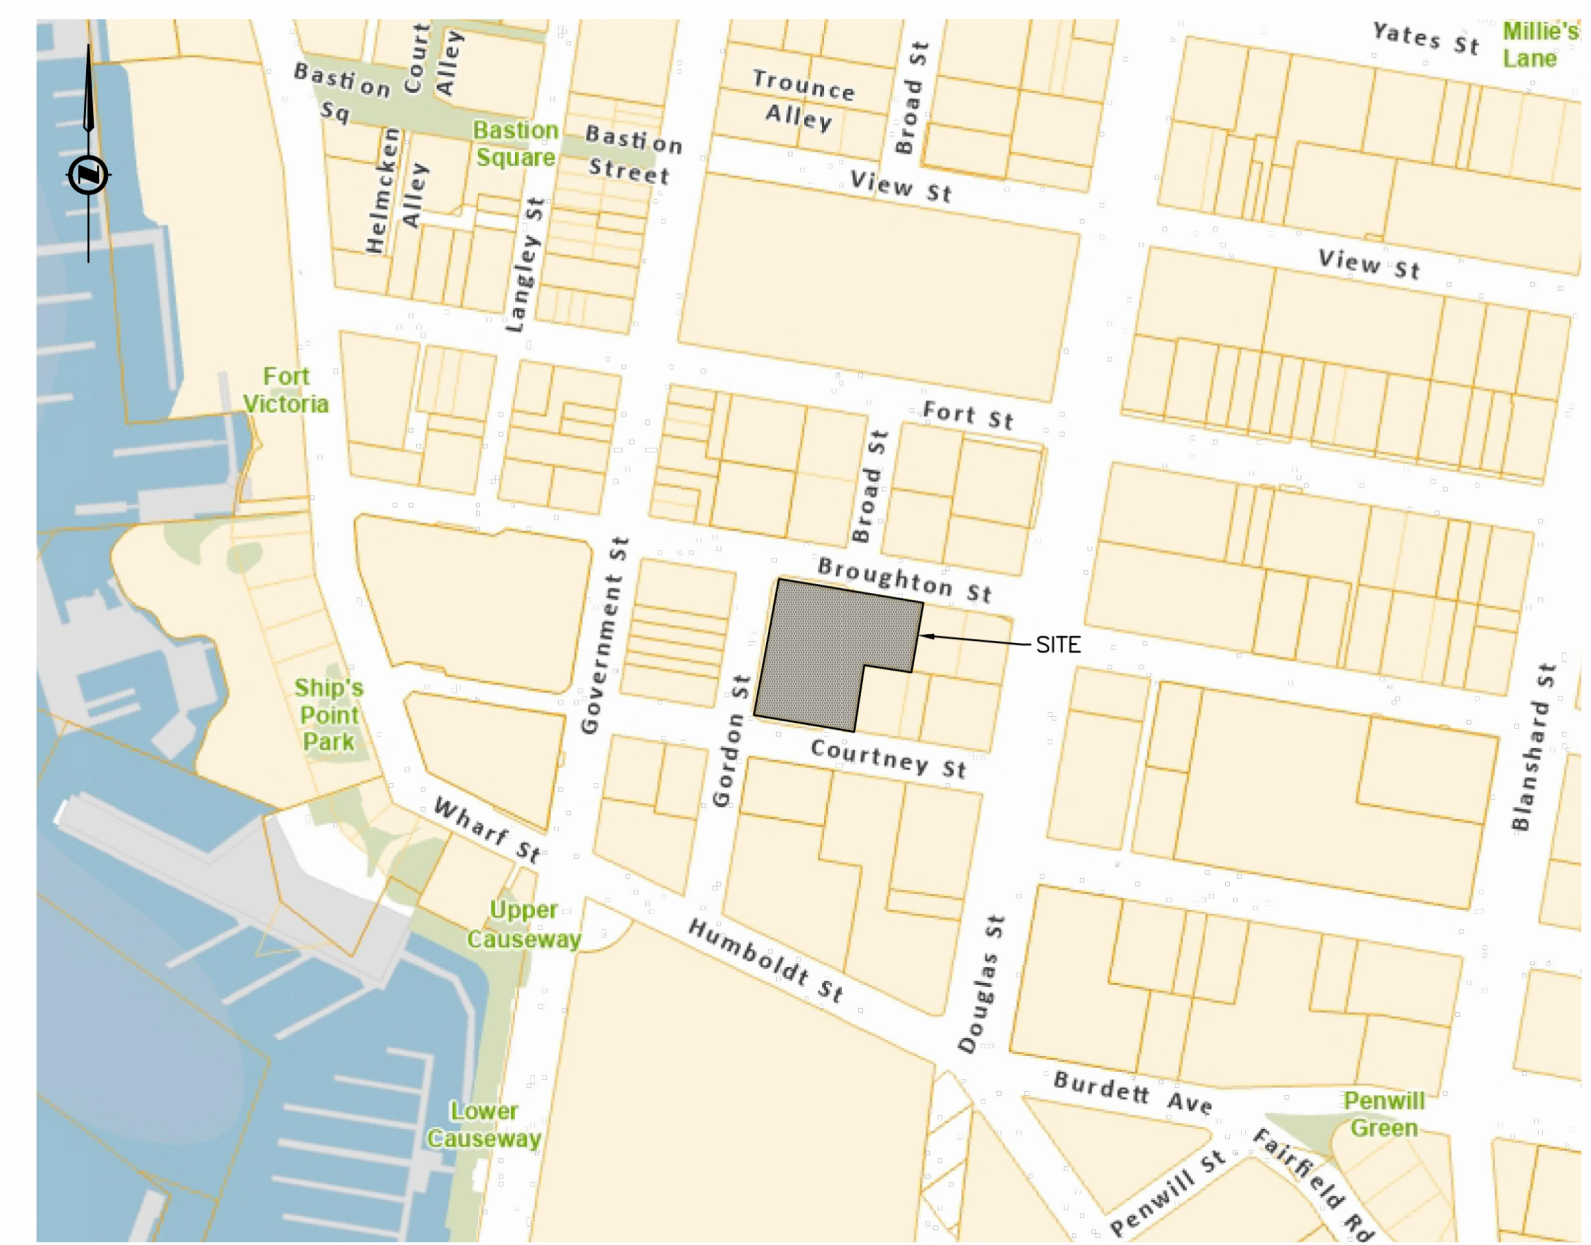 Yates St
Millie's
Lane
Court
Alley
Bastion
Sq
Trounce
Alley
Broad St
Bastion
Square
Bastion
Street
Helmcken
Alley
View St
Langley St
View St
Fort
Victoria
Fort St
Broad St
Broughton St
Government St
SITE
Ship's
Point
Park
Gordon St
Courtney St
Blanshard St
Wharf St
Upper
Causeway
Humboldt St
Douglas St
Burdett Ave
Lower
Causeway
Penwill
Green
Penwill St
Fairfield Rd